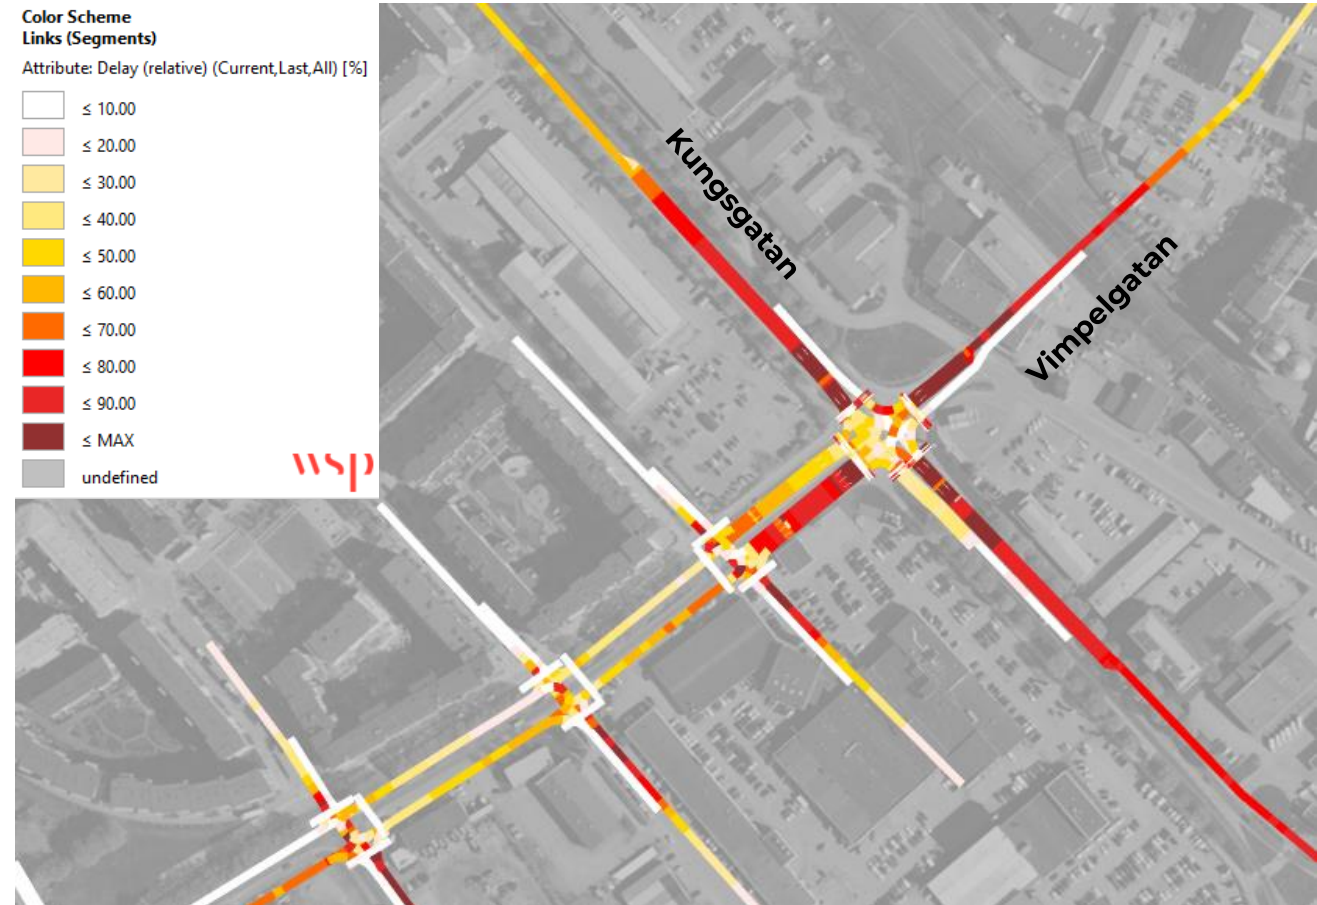 Color Scheme
Links (Segments)
Attribute: Delay (relative) (Current,Last,All) [%]
≤ 10.00
≤ 20.00
≤ 30.00
≤ 40.00
≤ 50.00
≤ 60.00
≤ 70.00
≤ 80.00
≤ 90.00
≤ MAX
undefined
wsp
Kungsgatan
Vimpelgatan